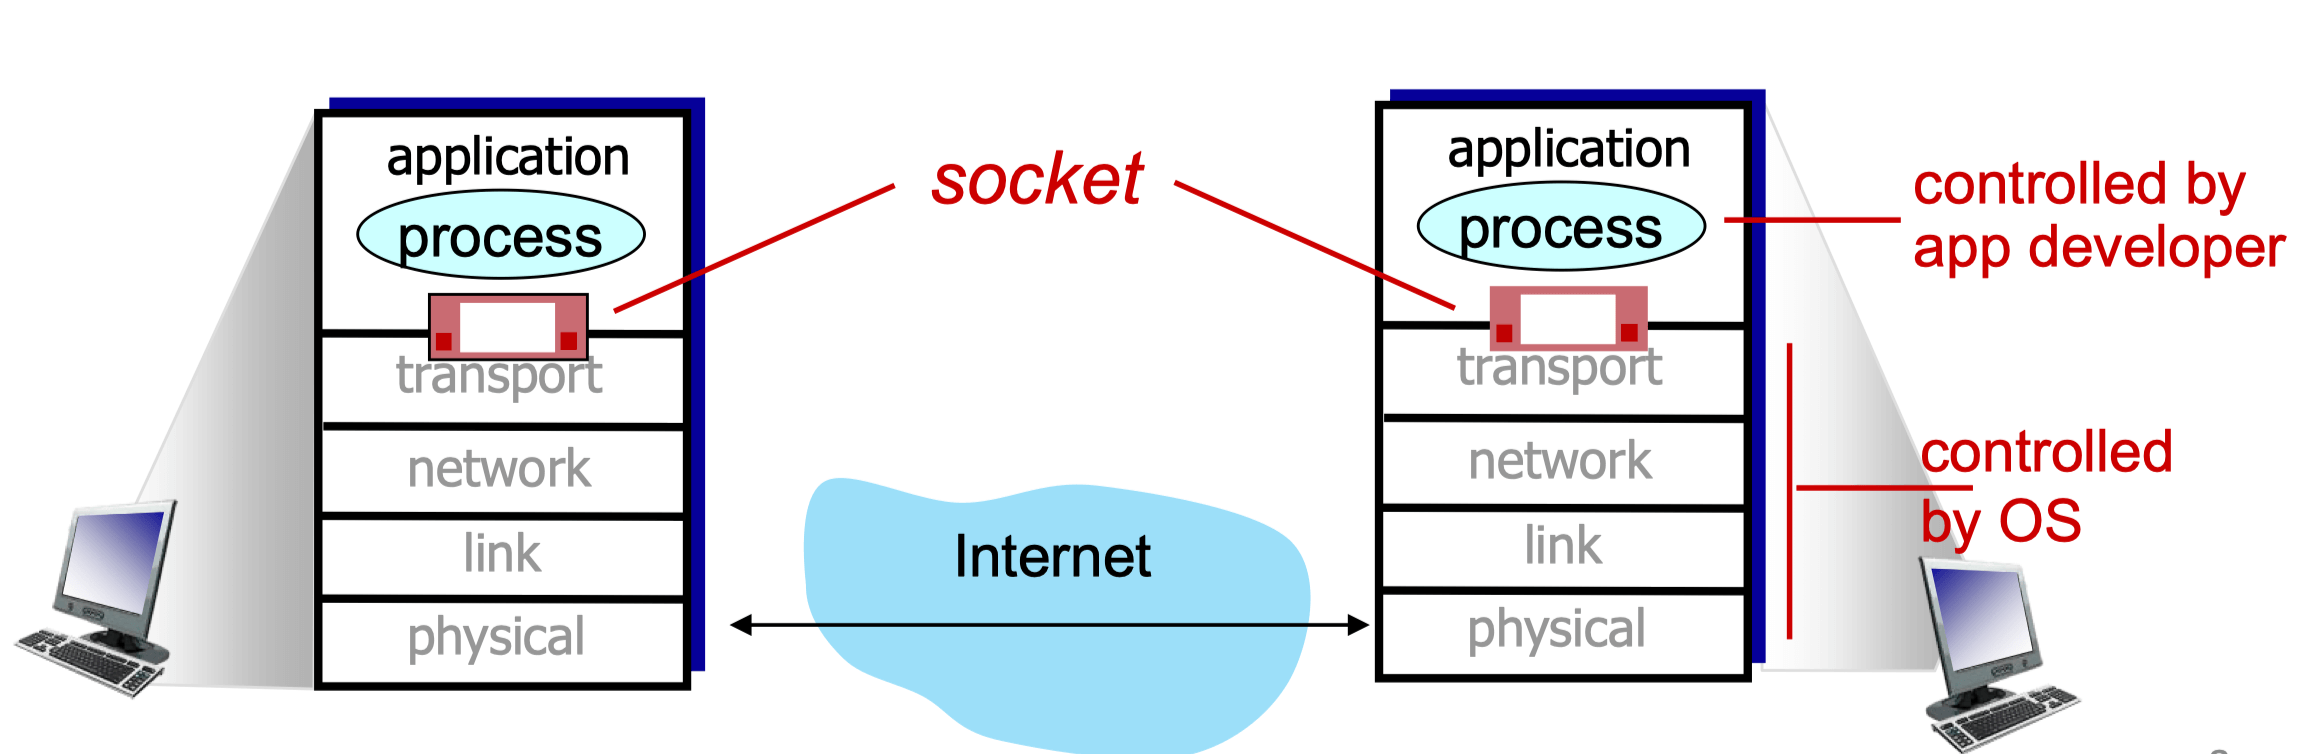 application
process
transport
network
link
physical
socket
Internet
application
process
transport
network
link
physical
controlled by
app developer
controlled
by OS